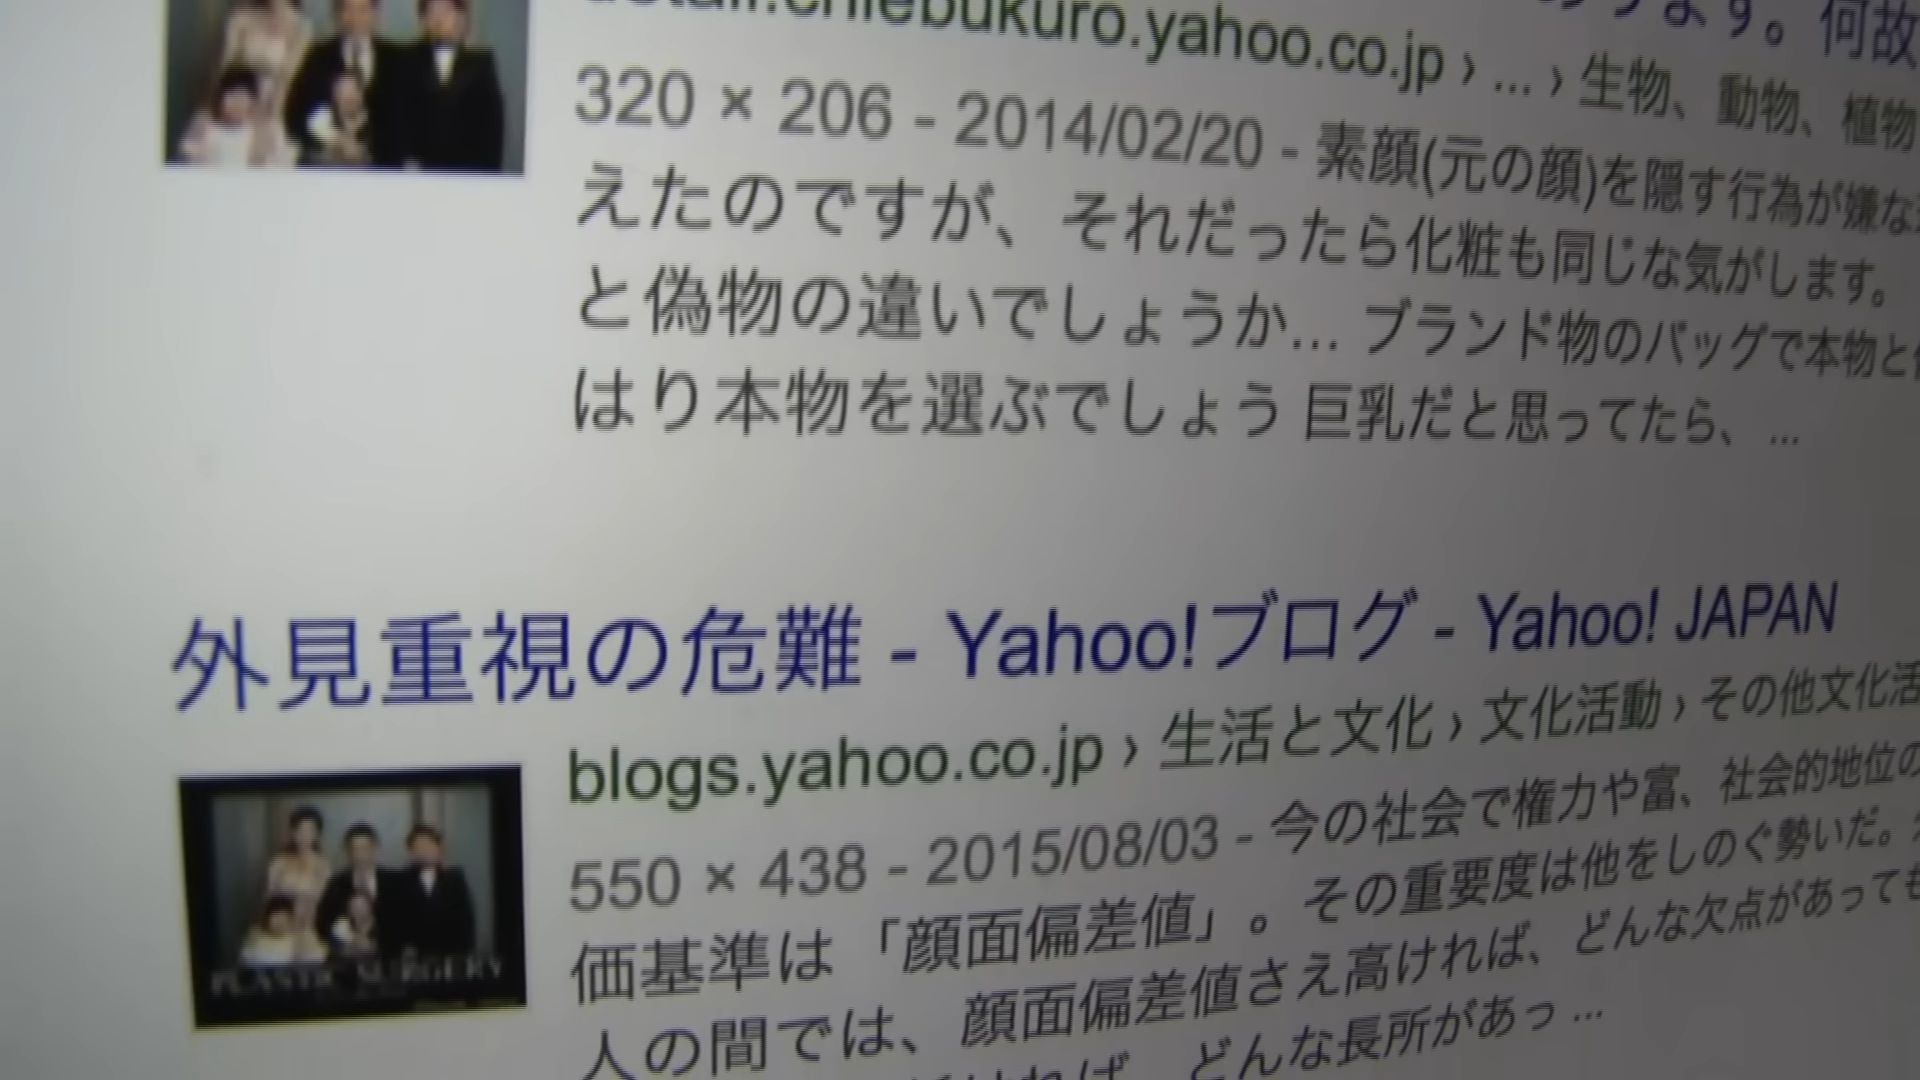 detail.chiebukuro.yahoo.co.jp › ... › 生物、動物、植物
320 × 206 - 2014/02/20 - 素顔(元の顔)を隠す行為が嫌な
えたのですが、それだったら化粧も同じな気がします。
と偽物の違いでしょうか... ブランド物のバッグで本物と
はり本物を選ぶでしょう 巨乳だと思ってたら、 ...
外見重視の危難 - Yahoo!ブログ - Yahoo! JAPAN
blogs.yahoo.co.jp › 生活と文化 › 文化活動 › その他文化活
550 × 438 - 2015/08/03 - 今の社会で権力や富、社会的地位の
価基準は「顔面偏差値」。その重要度は他をしのぐ勢いだ。
人の間では、顔面偏差値さえ高ければ、どんな欠点があっても
どんな長所があっ ...
PLASTIC SURGERY